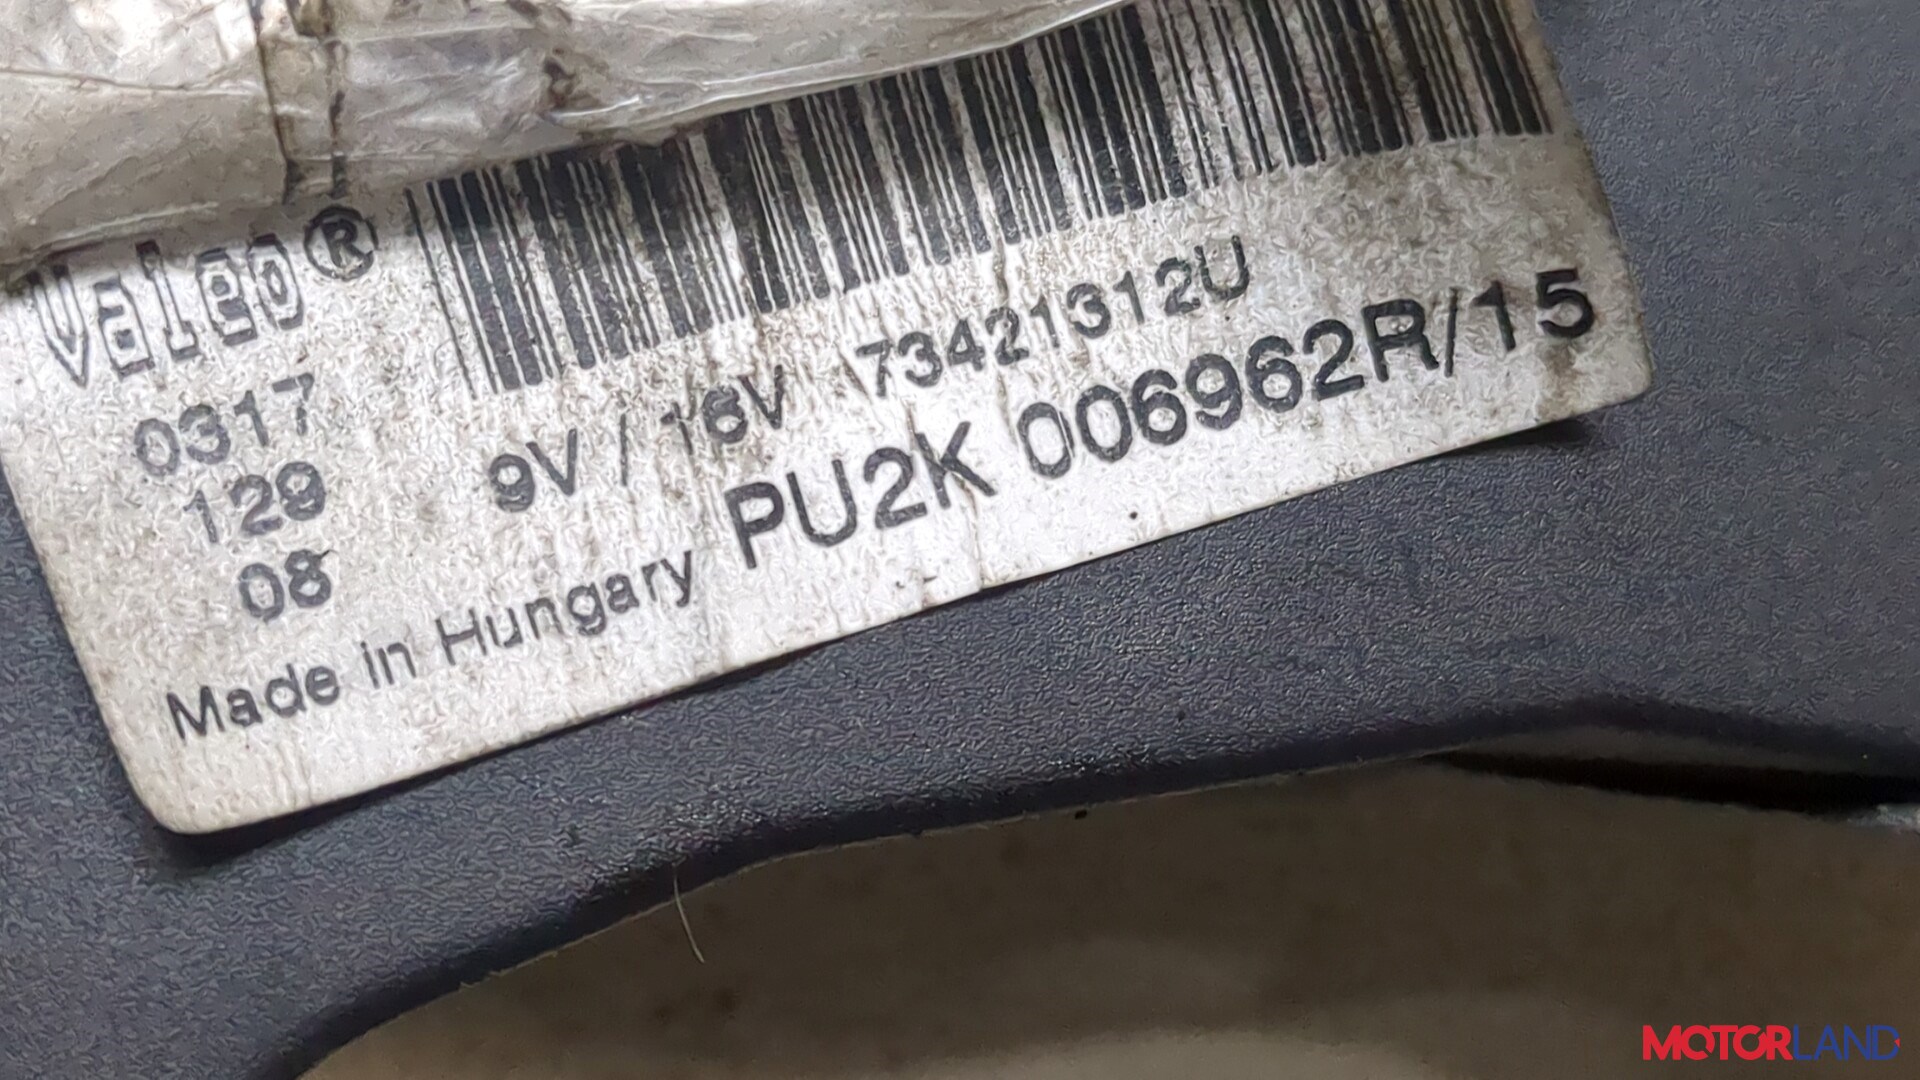 Valeo®
0317
129
08
9V / 16V 73421312U
PU2K 006962R/15
Made in Hungary
MOTORLAND